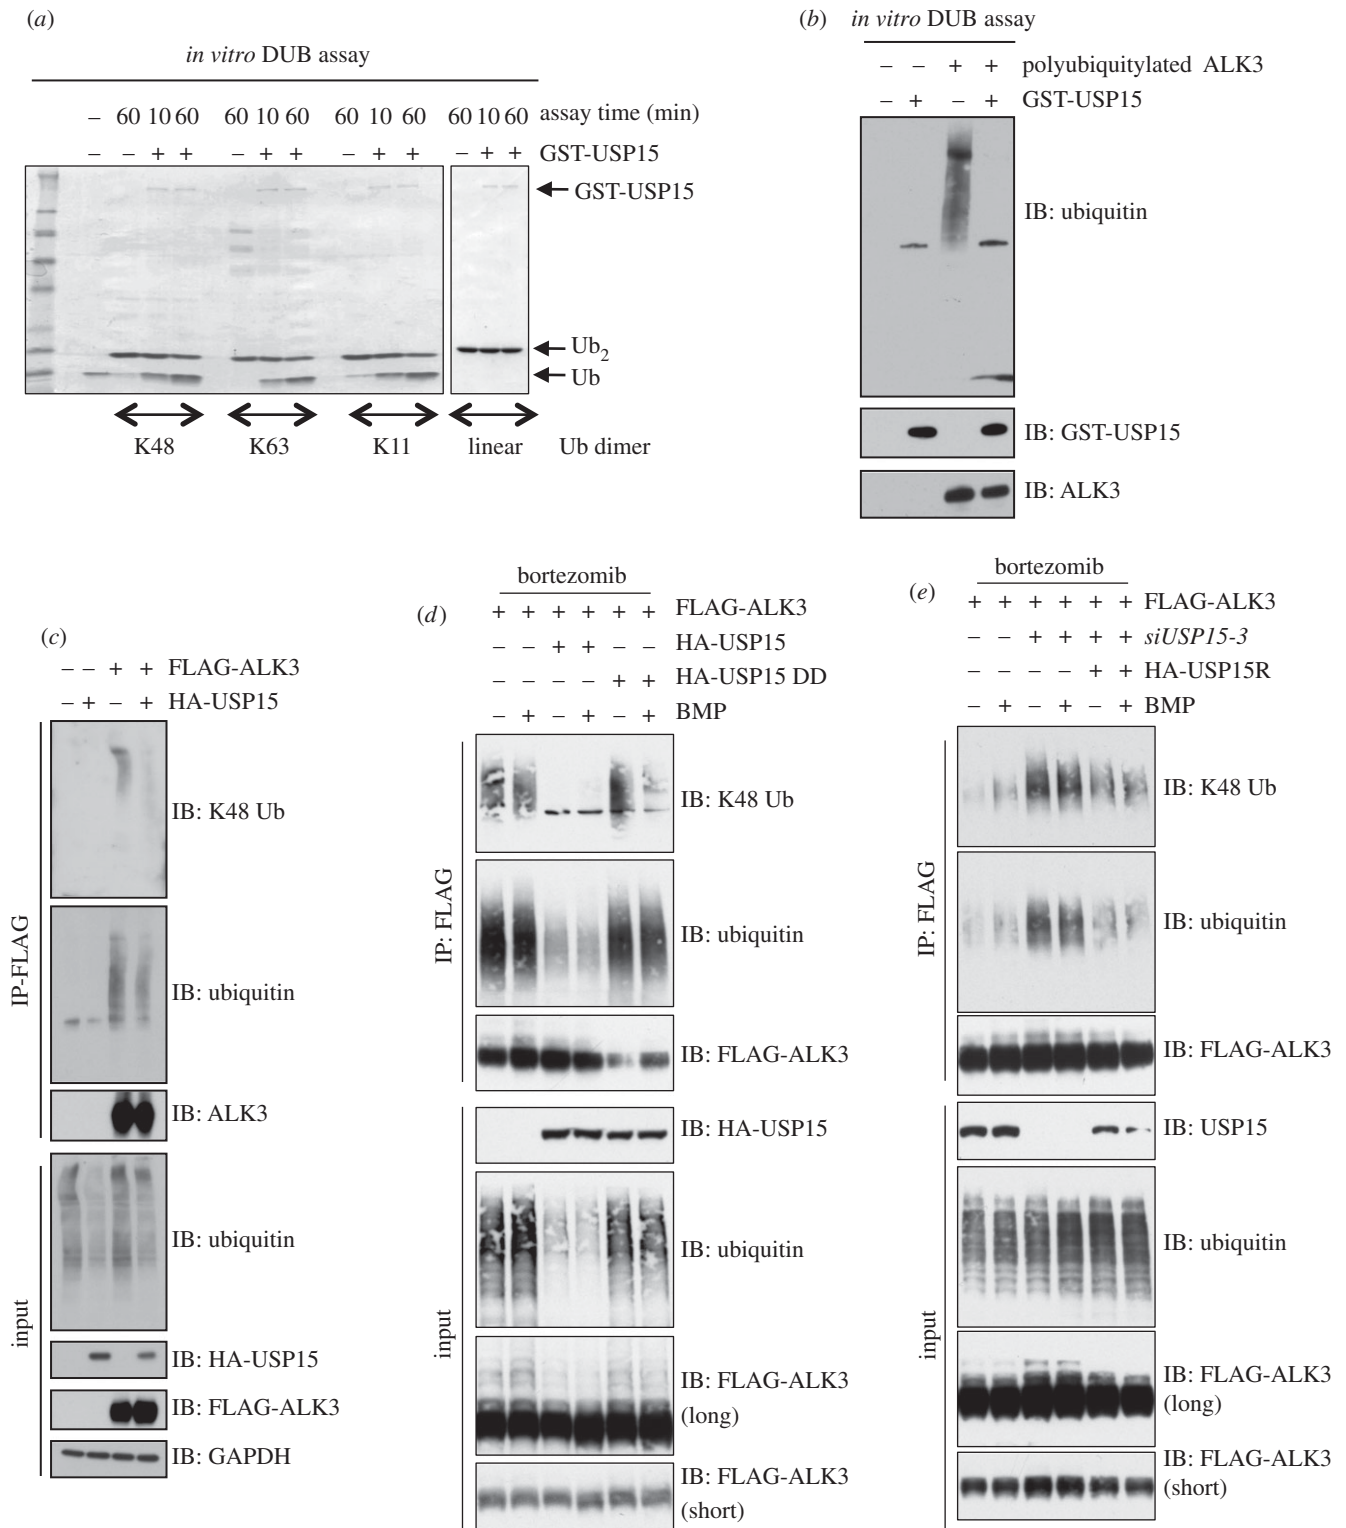 (a)
in vitro DUB assay
– 60 10 60 60 10 60 60 10 60 60 10 60 assay time (min)
– – + + – + + – + + – + + GST-USP15
GST-USP15
Ub2
Ub
K48 K63 K11 linear Ub dimer
(b) in vitro DUB assay
– – + + polyubiquitylated ALK3
– + – + GST-USP15
IB: ubiquitin
IB: GST-USP15
IB: ALK3
(c)
– – + + FLAG-ALK3
– + – + HA-USP15
IP-FLAG
IB: K48 Ub
IB: ubiquitin
IB: ALK3
input
IB: ubiquitin
IB: HA-USP15
IB: FLAG-ALK3
IB: GAPDH
(d)
bortezomib
+ + + + + + FLAG-ALK3
– – + + – – HA-USP15
– – – – + + HA-USP15 DD
– + – + – + BMP
IP: FLAG
IB: K48 Ub
IB: ubiquitin
IB: FLAG-ALK3
input
IB: HA-USP15
IB: ubiquitin
IB: FLAG-ALK3
(long)
IB: FLAG-ALK3
(short)
(e)
bortezomib
+ + + + + + FLAG-ALK3
– – + + + + siUSP15-3
– – – – + + HA-USP15R
– + – + – + BMP
IP: FLAG
IB: K48 Ub
IB: ubiquitin
IB: FLAG-ALK3
input
IB: USP15
IB: ubiquitin
IB: FLAG-ALK3
(long)
IB: FLAG-ALK3
(short)